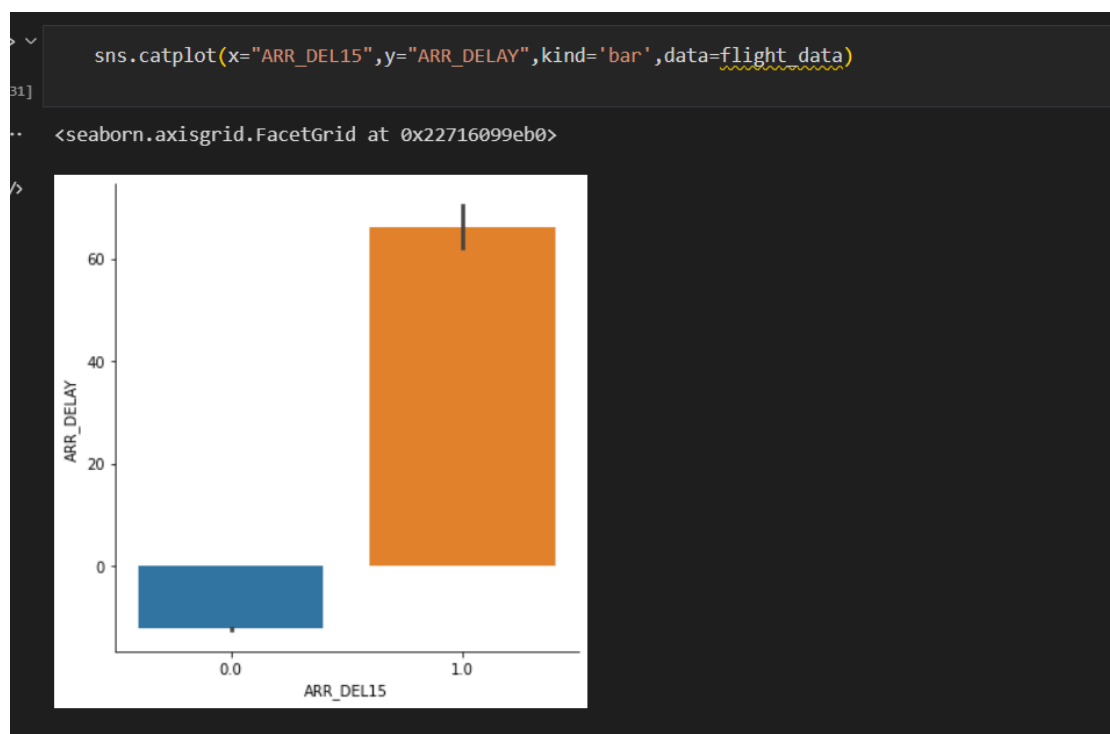 sns.catplot(x="ARR_DEL15",y="ARR_DELAY",kind='bar',data=flight_data)
31]
<seaborn.axisgrid.FacetGrid at 0x22716099eb0>
60
40
ARR_DELAY
20
0
0.0 1.0
ARR_DEL15